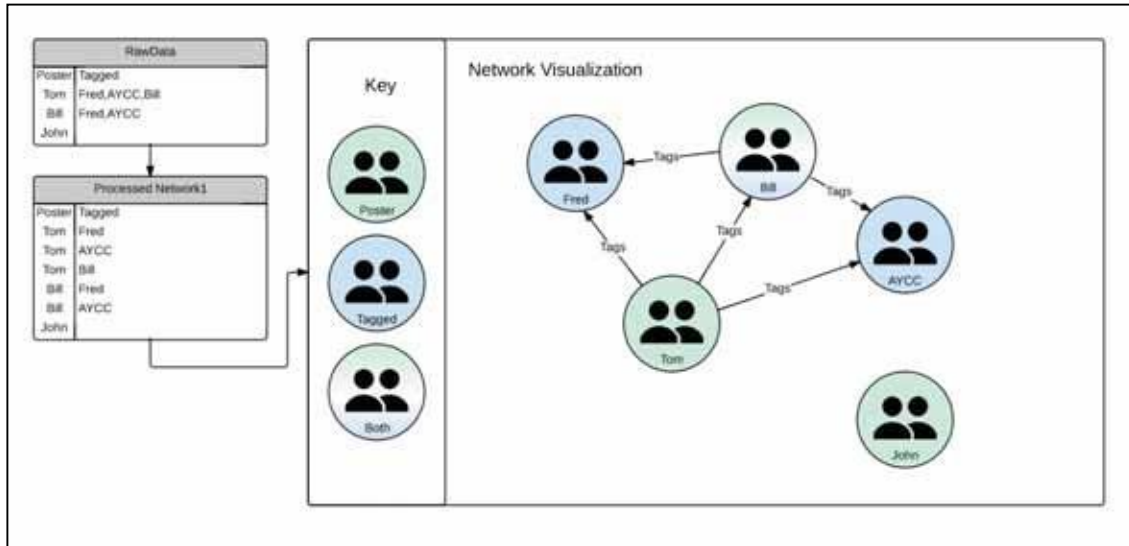 RawData
Poster Tagged
Tom Fred,AYCC,Bill
Bill Fred,AYCC
John
Processed Network1
Poster Tagged
Tom Fred
Tom AYCC
Tom Bill
Bill Fred
Bill AYCC
John
Key
Poster
Tagged
Both
Network Visualization
Fred
Tags
Bill
Tags
AYCC
Tags
Tags
Tags
Tom
John